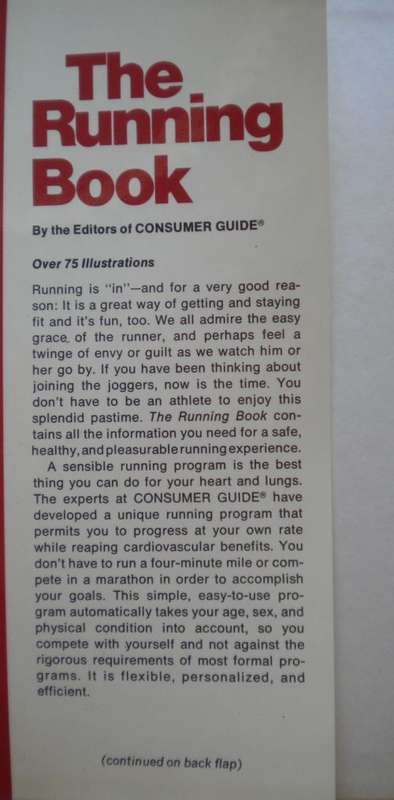 The
Running
Book
By the Editors of CONSUMER GUIDE®
Over 75 Illustrations
Running is "in"—and for a very good rea-
son: It is a great way of getting and staying
fit and it's fun, too. We all admire the easy
grace of the runner, and perhaps feel a
twinge of envy or guilt as we watch him or
her go by. If you have been thinking about
joining the joggers, now is the time. You
don't have to be an athlete to enjoy this
splendid pastime. The Running Book con-
tains all the information you need for a safe,
healthy, and pleasurable running experience.
A sensible running program is the best
thing you can do for your heart and lungs.
The experts at CONSUMER GUIDE® have
developed a unique running program that
permits you to progress at your own rate
while reaping cardiovascular benefits. You
don't have to run a four-minute mile or com-
pete in a marathon in order to accomplish
your goals. This simple, easy-to-use pro-
gram automatically takes your age, sex, and
physical condition into account, so you
compete with yourself and not against the
rigorous requirements of most formal pro-
grams. It is flexible, personalized, and
efficient.
(continued on back flap)